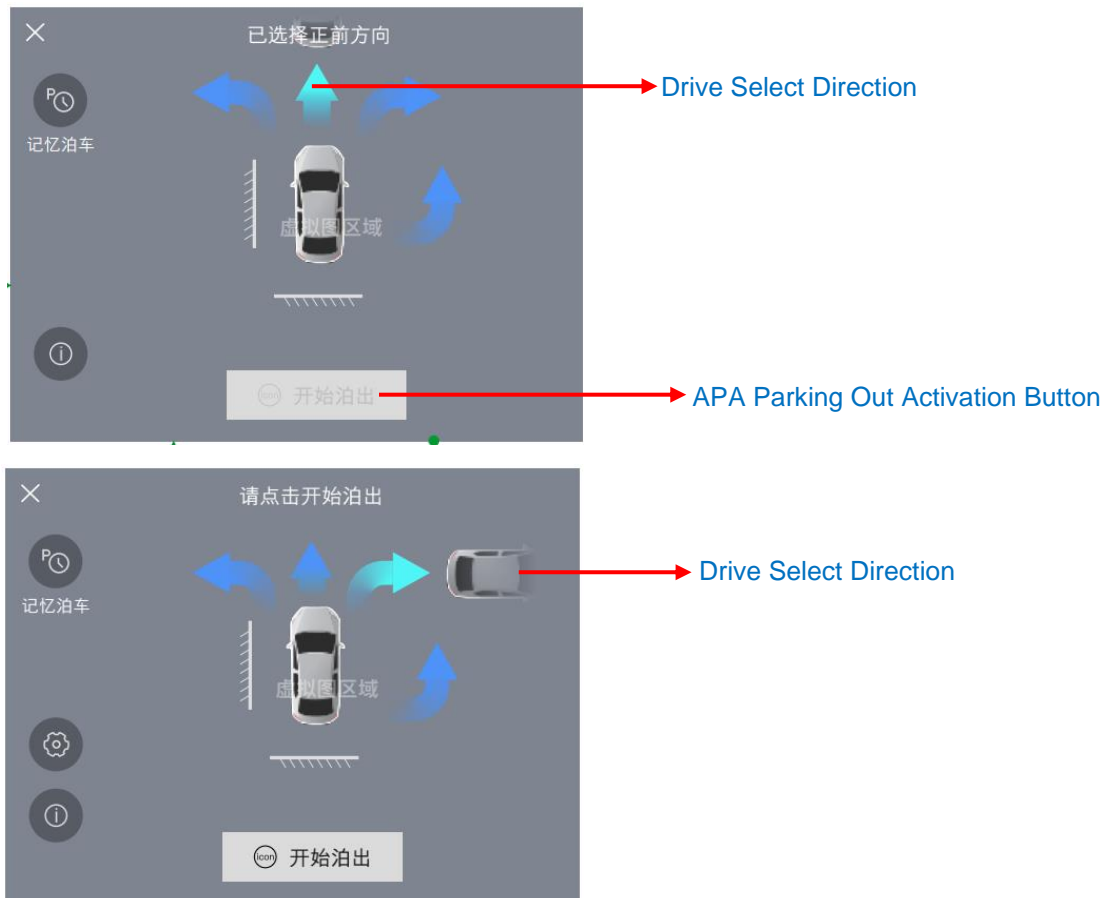 已选择正前方向
Drive Select Direction
P
记忆泊车
虚拟图区域
i
icon 开始泊出
APA Parking Out Activation Button
请点击开始泊出
P
Drive Select Direction
记忆泊车
虚拟图区域
i
icon 开始泊出